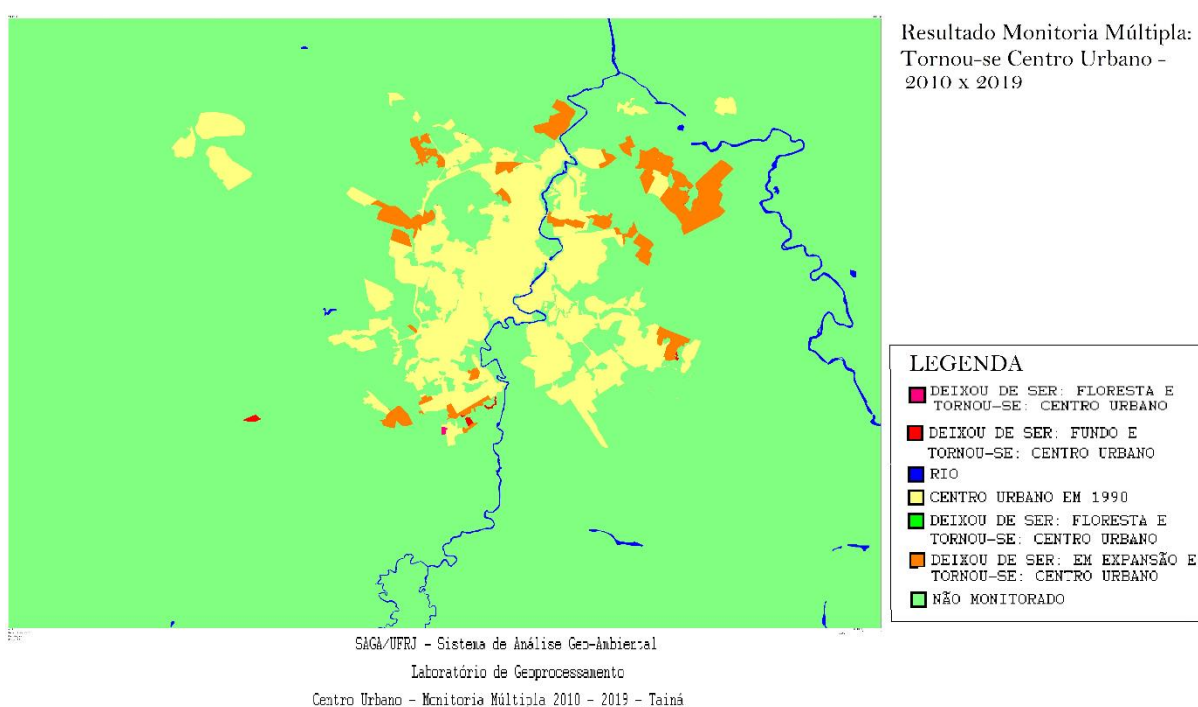 Resultado Monitoria Múltipla:
Tornou-se Centro Urbano -
2010 x 2019
LEGENDA
DEIXOU DE SER: FLORESTA E
TORNOU-SE: CENTRO URBANO
DEIXOU DE SER: FUNDO E
TORNOU-SE: CENTRO URBANO
RIO
CENTRO URBANO EM 1990
DEIXOU DE SER: FLORESTA E
TORNOU-SE: CENTRO URBANO
DEIXOU DE SER: EM EXPANSÃO E
TORNOU-SE: CENTRO URBANO
NÃO MONITORADO
SAGA/UFRJ - Sistema de Análise Geo-Ambiental
Laboratório de Geoprocessamento
Centro Urbano - Monitoria Múltipla 2010 - 2019 - Tainá